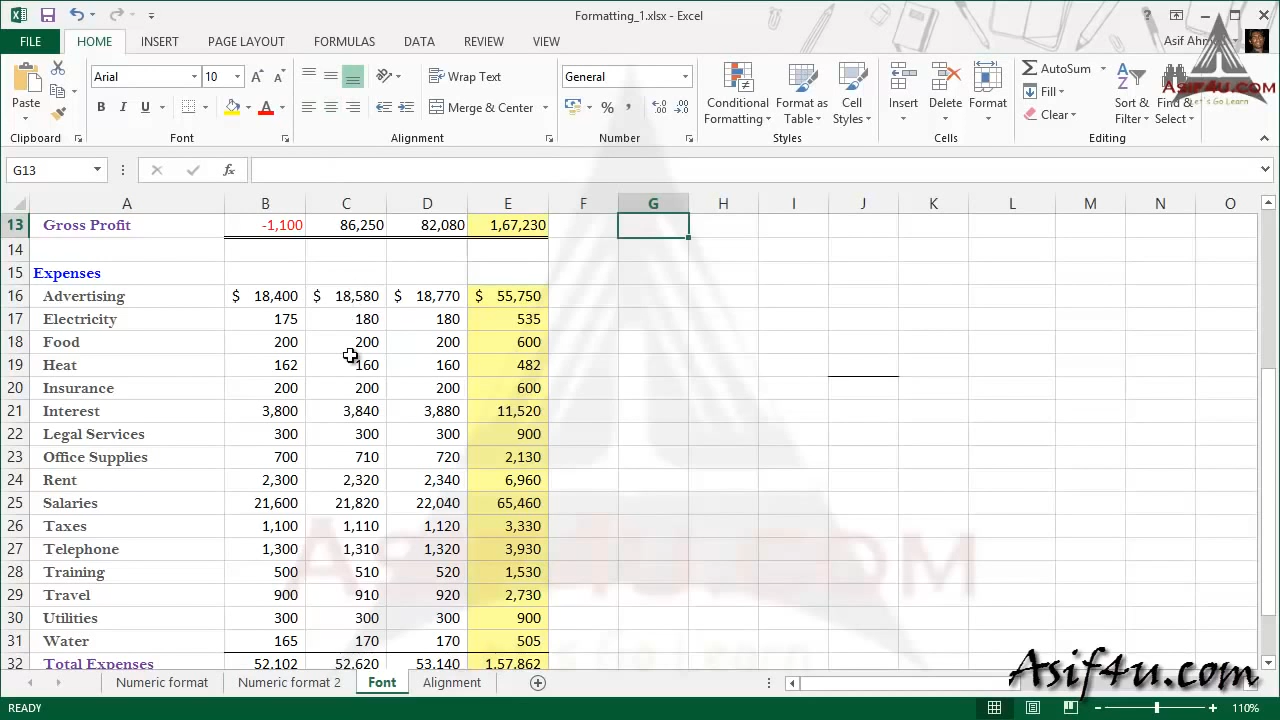 Formatting_1.xlsx - Excel
FILE HOME INSERT PAGE LAYOUT FORMULAS DATA REVIEW VIEW
Paste
Clipboard
Arial 10
B I U
Font
Wrap Text
Merge & Center
Alignment
General
Number
Conditional Formatting
Format as Table
Cell Styles
Styles
Insert Delete Format
Cells
AutoSum
Fill
Clear
Sort & Filter
Find & Select
Editing
Asif4u.com
Let's Go Learn
G13
fx
A B C D E F G H I J K L M N O
13 Gross Profit -1,100 86,250 82,080 1,67,230
14
15 Expenses
16 Advertising $ 18,400 $ 18,580 $ 18,770 $ 55,750
17 Electricity 175 180 180 535
18 Food 200 200 200 600
19 Heat 162 160 160 482
20 Insurance 200 200 200 600
21 Interest 3,800 3,840 3,880 11,520
22 Legal Services 300 300 300 900
23 Office Supplies 700 710 720 2,130
24 Rent 2,300 2,320 2,340 6,960
25 Salaries 21,600 21,820 22,040 65,460
26 Taxes 1,100 1,110 1,120 3,330
27 Telephone 1,300 1,310 1,320 3,930
28 Training 500 510 520 1,530
29 Travel 900 910 920 2,730
30 Utilities 300 300 300 900
31 Water 165 170 170 505
32 Total Expenses 52,102 52,620 53,140 1,57,862
Asif4u.com
Numeric format Numeric format 2 Font Alignment
READY 110%